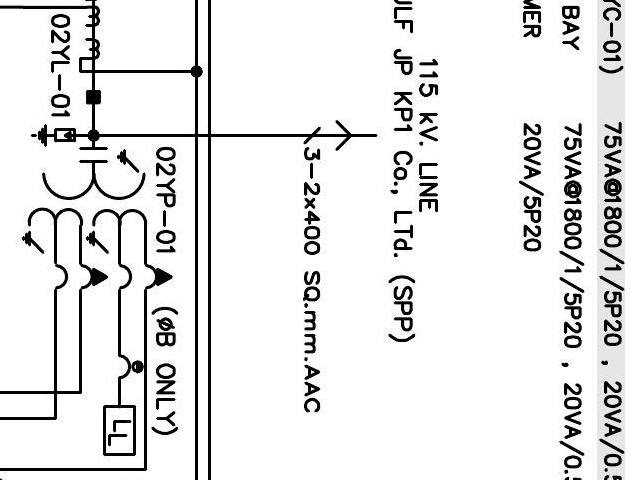 YC-01) 75VA@1800/1/5P20 , 20VA/0.5
BAY 75VA@1800/1/5P20 , 20VA/0.5
MER 20VA/5P20
115 kV. LINE
ULF JP KP1 Co., LTd. (SPP)
3-2x400 SQ.mm.AAC
02YP-01 (øB ONLY)
LL
02YL-01